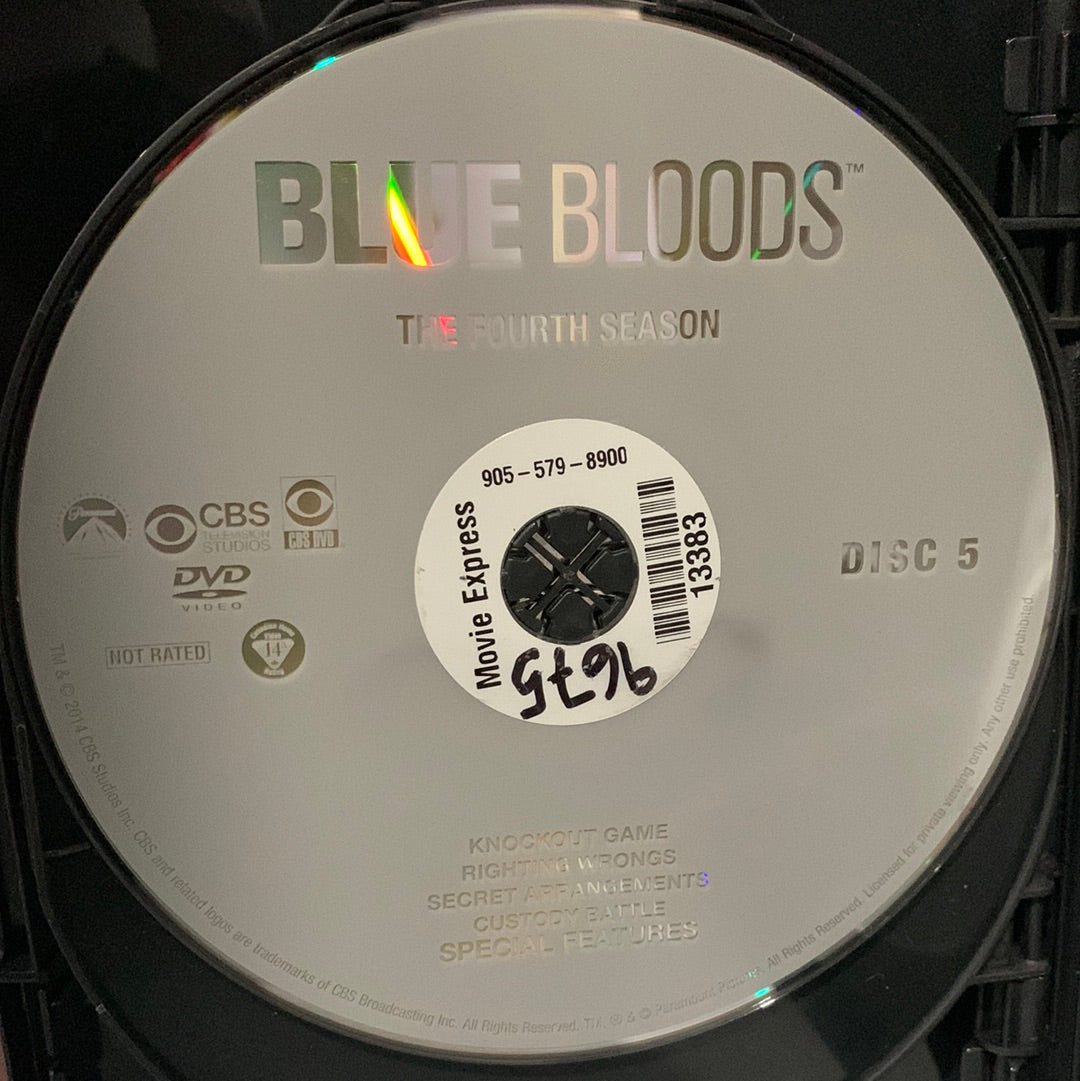 BLUE BLOODS™
THE FOURTH SEASON
905-579-8900
Movie Express
13383
9675
Paramount
CBS
TELEVISION
STUDIOS
CBS DVD
DVD
VIDEO
DISC 5
NOT RATED
14+
KNOCKOUT GAME
RIGHTING WRONGS
SECRET ARRANGEMENTS
CUSTODY BATTLE
SPECIAL FEATURES
TM & © 2014 CBS Studios Inc. CBS and related logos are trademarks of CBS Broadcasting Inc. All Rights Reserved. TM, ® & © Paramount Pictures. All Rights Reserved. Licensed for private viewing only. Any other use prohibited.